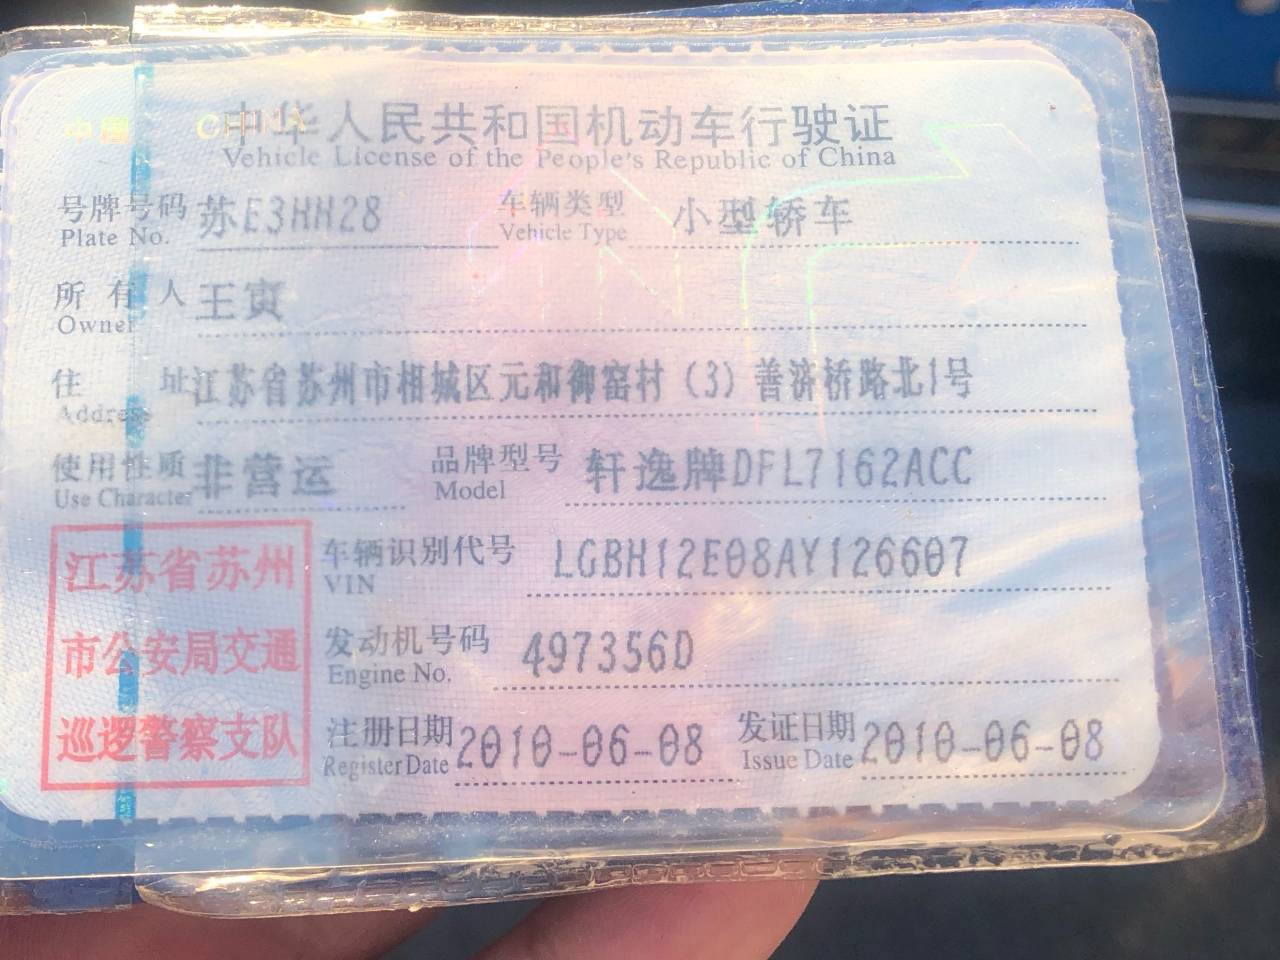 中国 CHINA
中华人民共和国机动车行驶证
Vehicle License of the People's Republic of China
号牌号码 苏E3HH28 车辆类型 小型轿车
Plate No. Vehicle Type
所有人 王寅
Owner
住址 江苏省苏州市相城区元和御窑村(3)普济桥路北1号
Address
使用性质 非营运 品牌型号 轩逸牌DFL7162ACC
Use Character Model
江苏省苏州
市公安局交通
巡逻警察支队
车辆识别代号 LGBH12E08AY126607
VIN
发动机号码 497356D
Engine No.
注册日期 2010-06-08 发证日期 2010-06-08
Register Date Issue Date